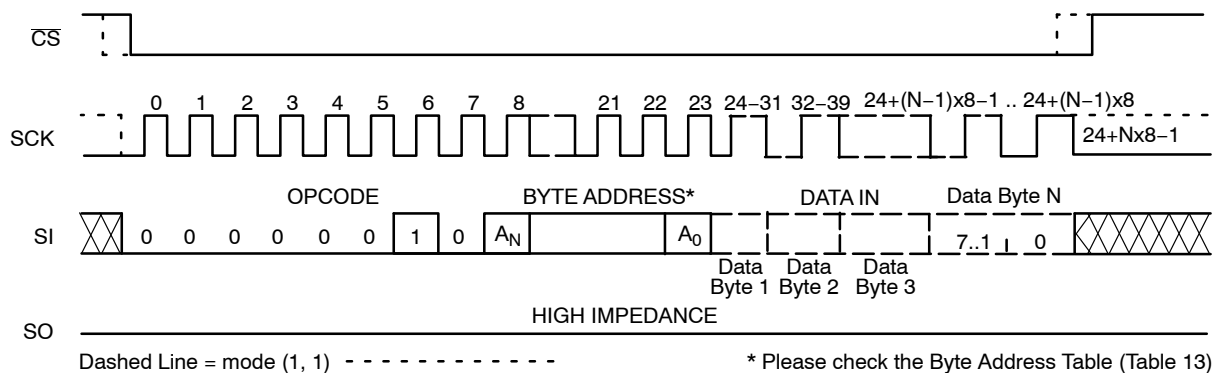 CS
0 1 2 3 4 5 6 7 8 21 22 23 24–31 32–39 24+(N–1)x8–1 .. 24+(N–1)x8
SCK
24+Nx8–1
OPCODE BYTE ADDRESS* DATA IN Data Byte N
SI
0 0 0 0 0 0 1 0 AN A0 7..1 0
Data Data Data
Byte 1 Byte 2 Byte 3
HIGH IMPEDANCE
SO
Dashed Line = mode (1, 1) * Please check the Byte Address Table (Table 13)